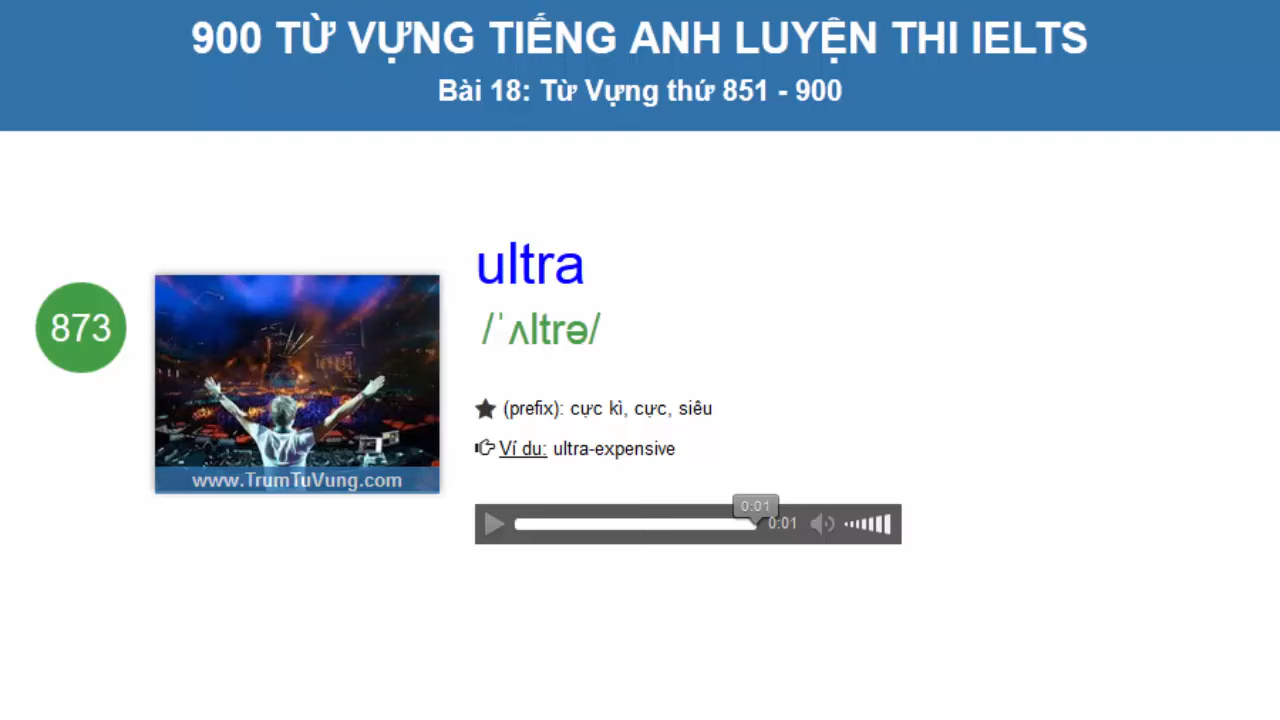 900 TỪ VỰNG TIẾNG ANH LUYỆN THI IELTS
Bài 18: Từ Vựng thứ 851 - 900
873
www.TrumTuVung.com
ultra
/ˈʌltrə/
(prefix): cực kì, cực, siêu
Ví dụ: ultra-expensive
0:01
0:01